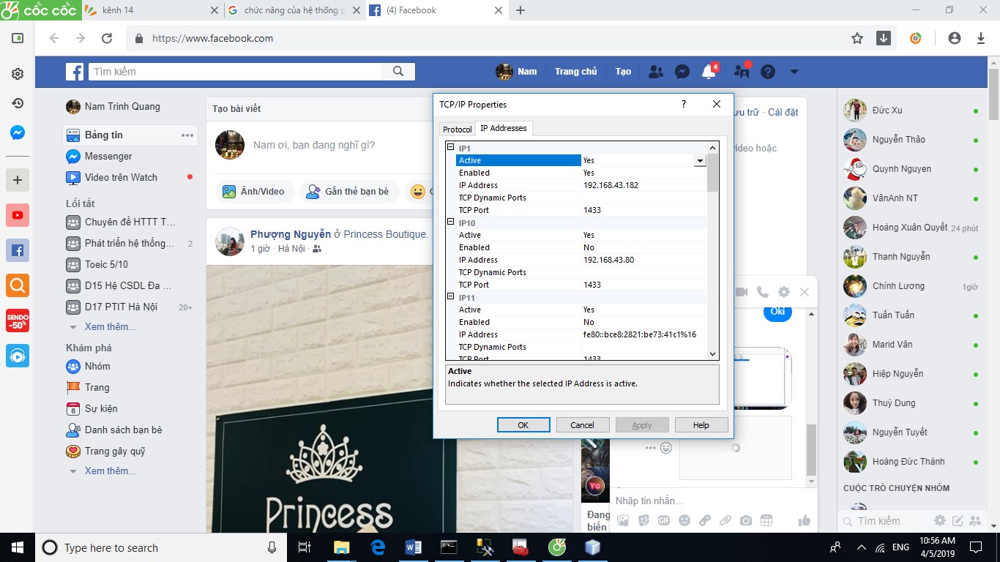 cốc cốc
kênh 14
chức năng của hệ thống p
(4) Facebook
https://www.facebook.com
Tìm kiếm
Nam
Trang chủ
Tạo
4
Nam Trinh Quang
Bảng tin
Messenger
Video trên Watch
Lối tắt
Chuyên đề HTTT T...
Phát triển hệ thống... 2
Toeic 5/10
D15 Hệ CSDL Đa ...
D17 PTIT Hà Nội 20+
Xem thêm...
Khám phá
Nhóm
Trang
Sự kiện
Danh sách bạn bè
Trang gây quỹ
Xem thêm...
SENDO
-50%
Tạo bài viết
Nam ơi, bạn đang nghĩ gì?
Ảnh/Video
Gắn thẻ bạn bè
Phượng Nguyễn ở Princess Boutique.
1 giờ · Hà Nội ·
Princess
TCP/IP Properties
?
Protocol
IP Addresses
IP1
Active Yes
Enabled Yes
IP Address 192.168.43.182
TCP Dynamic Ports
TCP Port 1433
IP10
Active Yes
Enabled No
IP Address 192.168.43.80
TCP Dynamic Ports
TCP Port 1433
IP11
Active Yes
Enabled No
IP Address fe80::bce8:2821:be73:41c1%16
TCP Dynamic Ports
TCP Port 1433
Active
Indicates whether the selected IP Address is active.
OK
Cancel
Apply
Help
ưu trữ · Cài đặt
video hoặc
Oki
Nhập tin nhắn...
GIF
Yo
Đang
biến
Đức Xu
Nguyễn Thảo
Quynh Nguyen
VânAnh NT
Hoàng Xuân Quyết 24 phút
Thanh Nguyễn
Chính Lương 1giờ
Tuấn Tuấn
Marid Vân
Hiệp Nguyễn
Thuỳ Dung
Nguyễn Tuyết
Hoàng Đức Thành
CUỘC TRÒ CHUYỆN NHÓM
Tìm kiếm
Type here to search
ENG
10:56 AM
4/5/2019